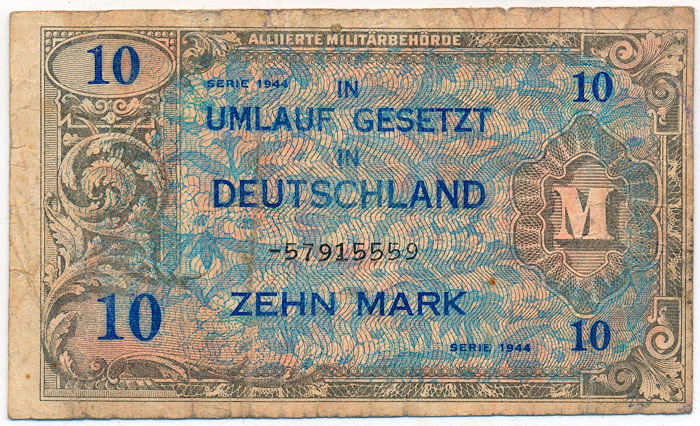 ALLIIERTE MILITÄRBEHÖRDE
10
10
SERIE 1944
IN
UMLAUF GESETZT
IN
DEUTSCHLAND
M
-57915559
10
ZEHN MARK
10
SERIE 1944